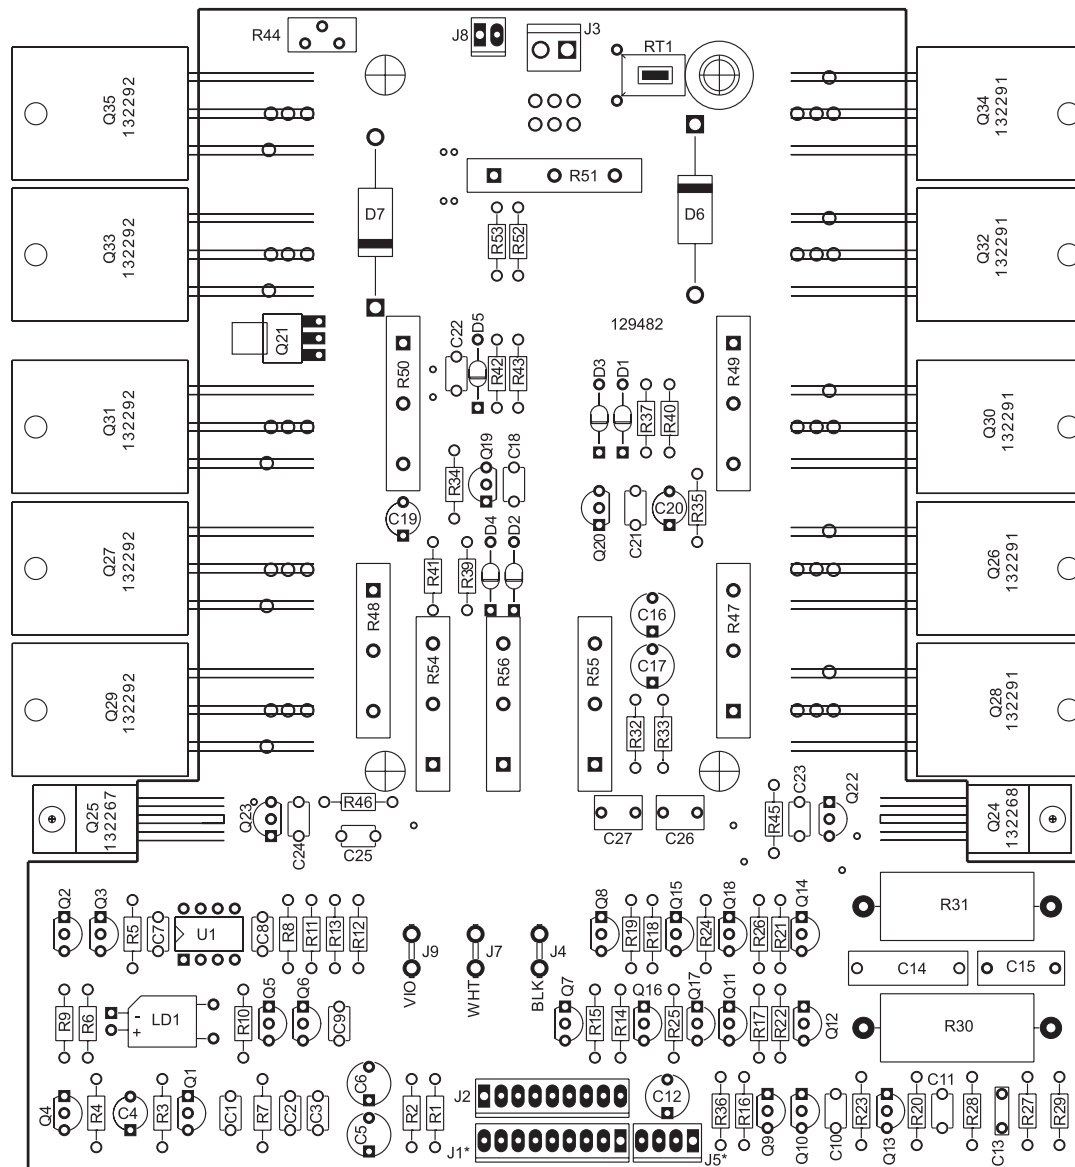 R44
J8
J3
RT1
Q35
132292
Q34
132291
R51
D7
D6
Q33
132292
R53
R52
Q32
132291
Q21
129482
R50
C22
D5
R42
R43
D3
D1
R37
R40
R49
Q31
132292
Q30
132291
R34
Q19
C18
C19
Q20
C21
C20
R35
D4
D2
R41
R39
Q27
132292
Q26
132291
R48
R54
R56
R55
C16
C17
R47
R32
R33
Q29
132292
Q28
132291
Q25
132267
Q23
C24
R46
C25
C27
C26
R45
C23
Q22
Q24
132268
Q2
Q3
R5
C7
U1
C8
R8
R11
R13
R12
J9
VIO
J7
WHT
J4
BLK
Q8
R19
R18
Q15
R24
Q18
R26
R21
Q14
R31
C14
C15
R9
R6
-
+
LD1
R10
Q5
Q6
C9
Q7
R15
R14
Q16
R25
Q17
Q11
R17
R22
Q12
R30
Q4
R4
C4
R3
Q1
C1
R7
C2
C3
C6
C5
R2
R1
J2
J1*
C12
J5*
R36
R16
Q9
Q10
C10
R23
Q13
R20
C11
R28
C13
R27
R29